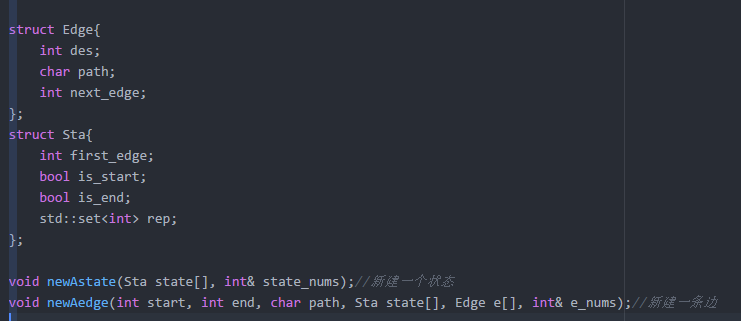 struct Edge{
    int des;
    char path;
    int next_edge;
};
struct Sta{
    int first_edge;
    bool is_start;
    bool is_end;
    std::set<int> rep;
};
void newAstate(Sta state[], int& state_nums);//新建一个状态
void newAedge(int start, int end, char path, Sta state[], Edge e[], int& e_nums);//新建一条边